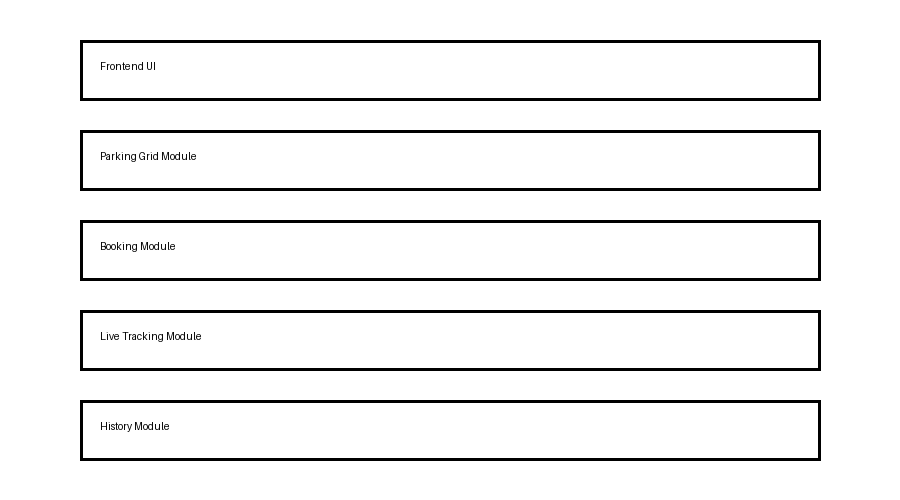 Frontend UI
Parking Grid Module
Booking Module
Live Tracking Module
History Module